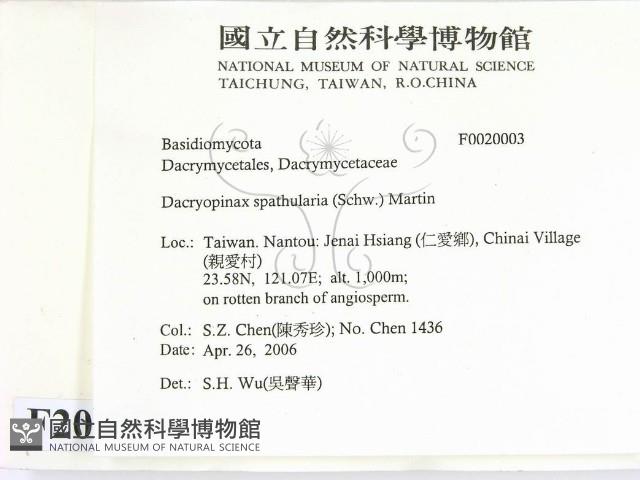 國立自然科學博物館
NATIONAL MUSEUM OF NATURAL SCIENCE
TAICHUNG, TAIWAN, R.O.CHINA
Basidiomycota F0020003
Dacrymycetales, Dacrymycetaceae
Dacryopinax spathularia (Schw.) Martin
Loc.: Taiwan. Nantou: Jenai Hsiang (仁愛鄉), Chinai Village
(親愛村)
23.58N, 121.07E; alt. 1,000m;
on rotten branch of angiosperm.
Col.: S.Z. Chen(陳秀珍); No. Chen 1436
Date: Apr. 26, 2006
Det.: S.H. Wu(吳聲華)
F20
國立自然科學博物館
NATIONAL MUSEUM OF NATURAL SCIENCE